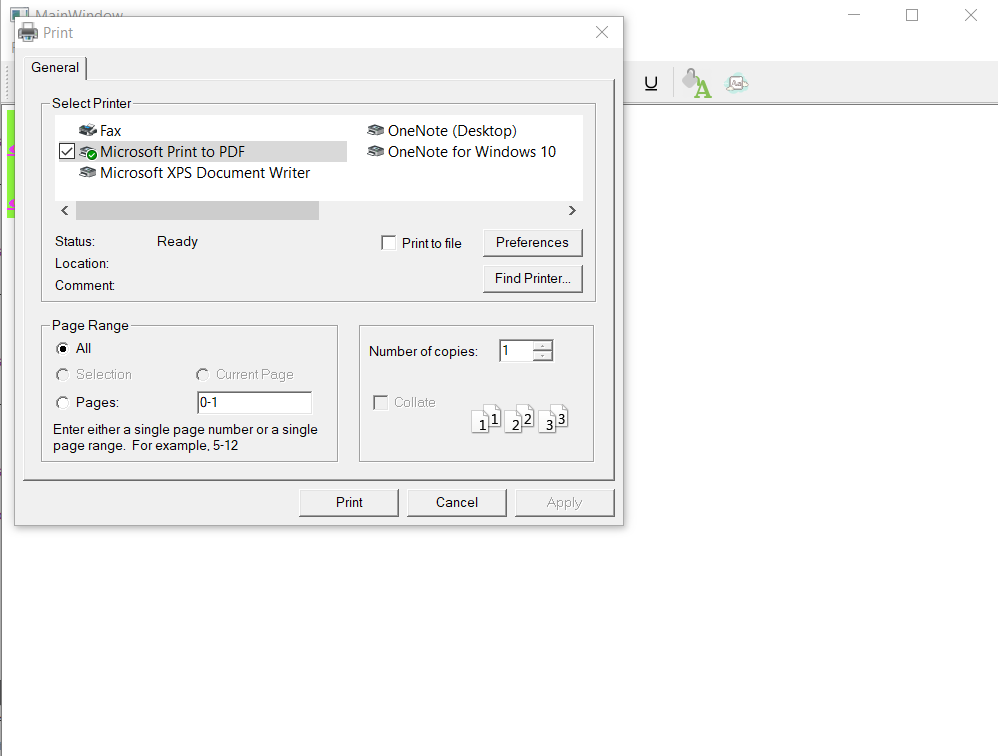 MainWindow
Print
General
Select Printer
Fax
OneNote (Desktop)
Microsoft Print to PDF
OneNote for Windows 10
Microsoft XPS Document Writer
Status: Ready
Print to file
Preferences
Location:
Find Printer...
Comment:
Page Range
All
Number of copies: 1
Selection
Current Page
Pages: 0-1
Collate
1 1 2 2 3 3
Enter either a single page number or a single
page range. For example, 5-12
Print
Cancel
Apply
U
A
Aa